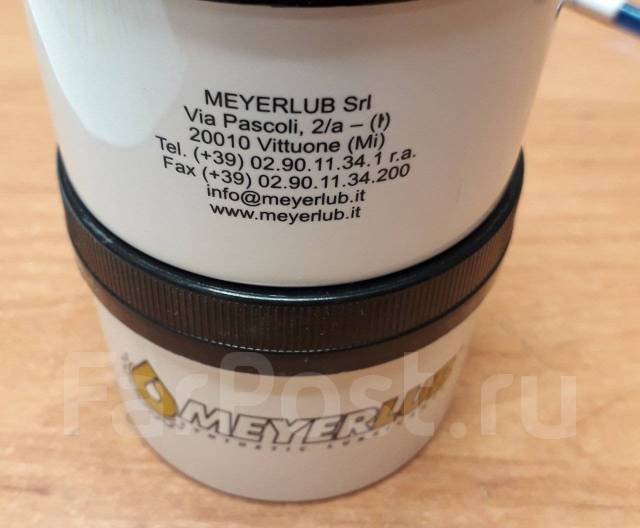 MEYERLUB Srl
Via Pascoli, 2/a – (I)
20010 Vittuone (Mi)
Tel. (+39) 02.90.11.34.1 r.a.
Fax (+39) 02.90.11.34.200
info@meyerlub.it
www.meyerlub.it
MEYERLUB
FarPost.ru